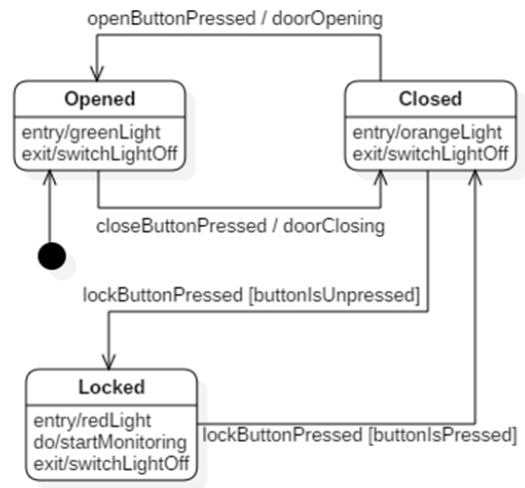 openButtonPressed / doorOpening
Opened
entry/greenLight
exit/switchLightOff
Closed
entry/orangeLight
exit/switchLightOff
closeButtonPressed / doorClosing
lockButtonPressed [buttonIsUnpressed]
Locked
entry/redLight
do/startMonitoring
exit/switchLightOff
lockButtonPressed [buttonIsPressed]